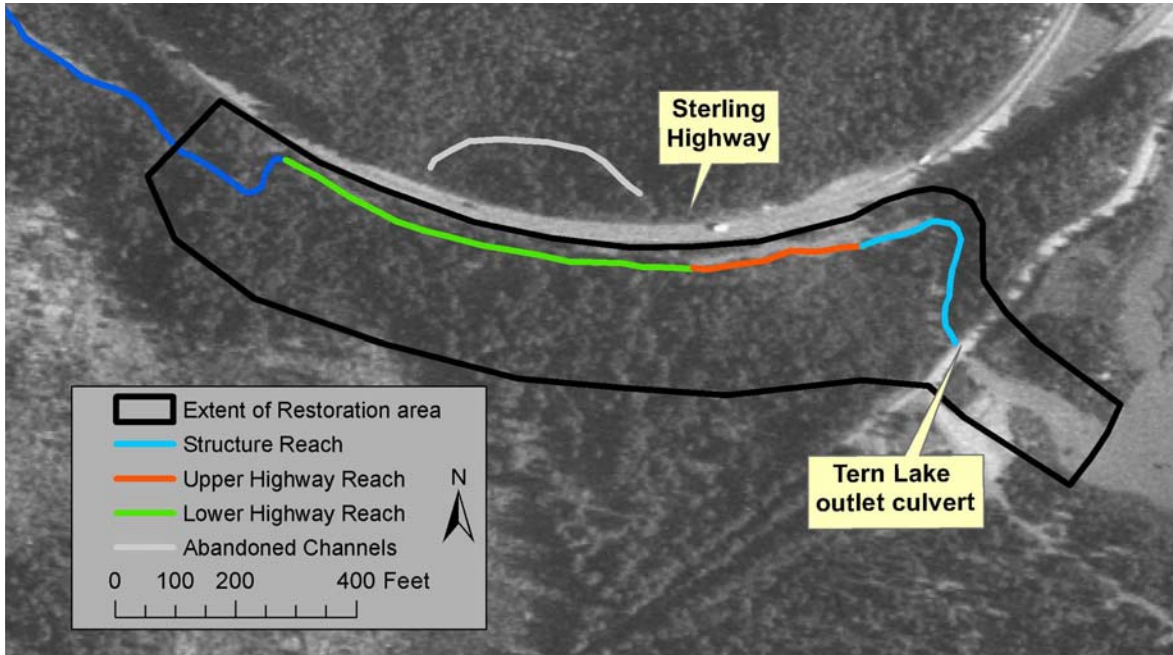 Sterling
Highway
Tern Lake
outlet culvert
Extent of Restoration area
Structure Reach
Upper Highway Reach
Lower Highway Reach
Abandoned Channels
N
0 100 200 400 Feet